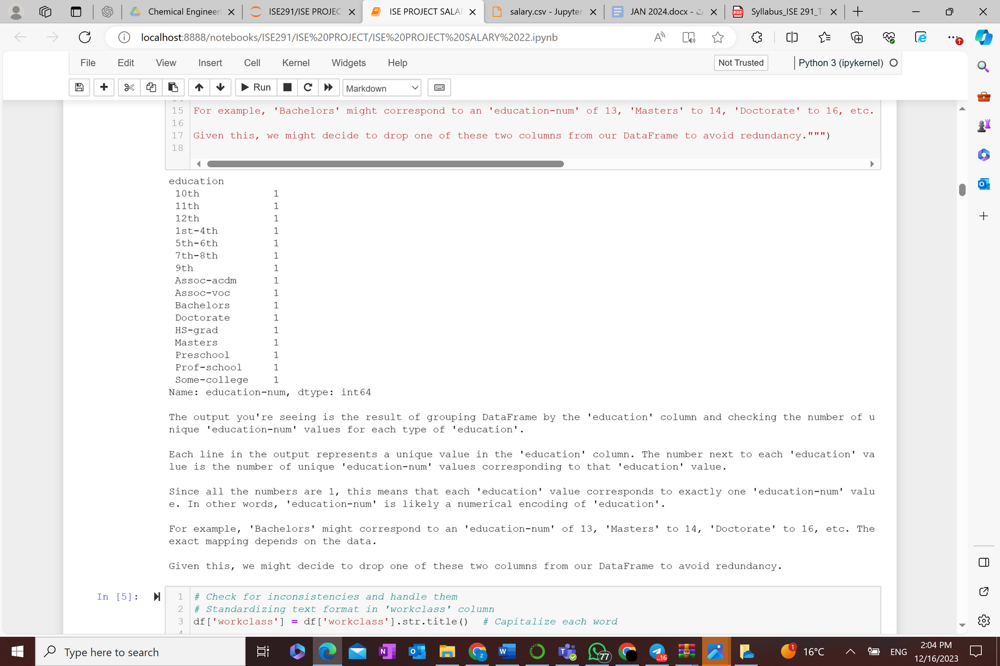 Chemical Engineer
ISE291/ISE PROJEC
ISE PROJECT SALA
salary.csv - Jupyter
JAN 2024.docx -
PDF
Syllabus_ISE 291_T
localhost:8888/notebooks/ISE291/ISE%20PROJECT/ISE%20PROJECT%20SALARY%2022.ipynb
File Edit View Insert Cell Kernel Widgets Help
Not Trusted
Python 3 (ipykernel)
Run
Markdown
15 For example, 'Bachelors' might correspond to an 'education-num' of 13, 'Masters' to 14, 'Doctorate' to 16, etc.
16
17 Given this, we might decide to drop one of these two columns from our DataFrame to avoid redundancy.""")
18
education
10th 1
11th 1
12th 1
1st-4th 1
5th-6th 1
7th-8th 1
9th 1
Assoc-acdm 1
Assoc-voc 1
Bachelors 1
Doctorate 1
HS-grad 1
Masters 1
Preschool 1
Prof-school 1
Some-college 1
Name: education-num, dtype: int64
The output you're seeing is the result of grouping DataFrame by the 'education' column and checking the number of u
nique 'education-num' values for each type of 'education'.
Each line in the output represents a unique value in the 'education' column. The number next to each 'education' va
lue is the number of unique 'education-num' values corresponding to that 'education' value.
Since all the numbers are 1, this means that each 'education' value corresponds to exactly one 'education-num' valu
e. In other words, 'education-num' is likely a numerical encoding of 'education'.
For example, 'Bachelors' might correspond to an 'education-num' of 13, 'Masters' to 14, 'Doctorate' to 16, etc. The
exact mapping depends on the data.
Given this, we might decide to drop one of these two columns from our DataFrame to avoid redundancy.
In [5]:
1 # Check for inconsistencies and handle them
2 # Standardizing text format in 'workclass' column
3 df['workclass'] = df['workclass'].str.title() # Capitalize each word
Type here to search
77
..16
1
16°C
ENG
2:04 PM
12/16/2023